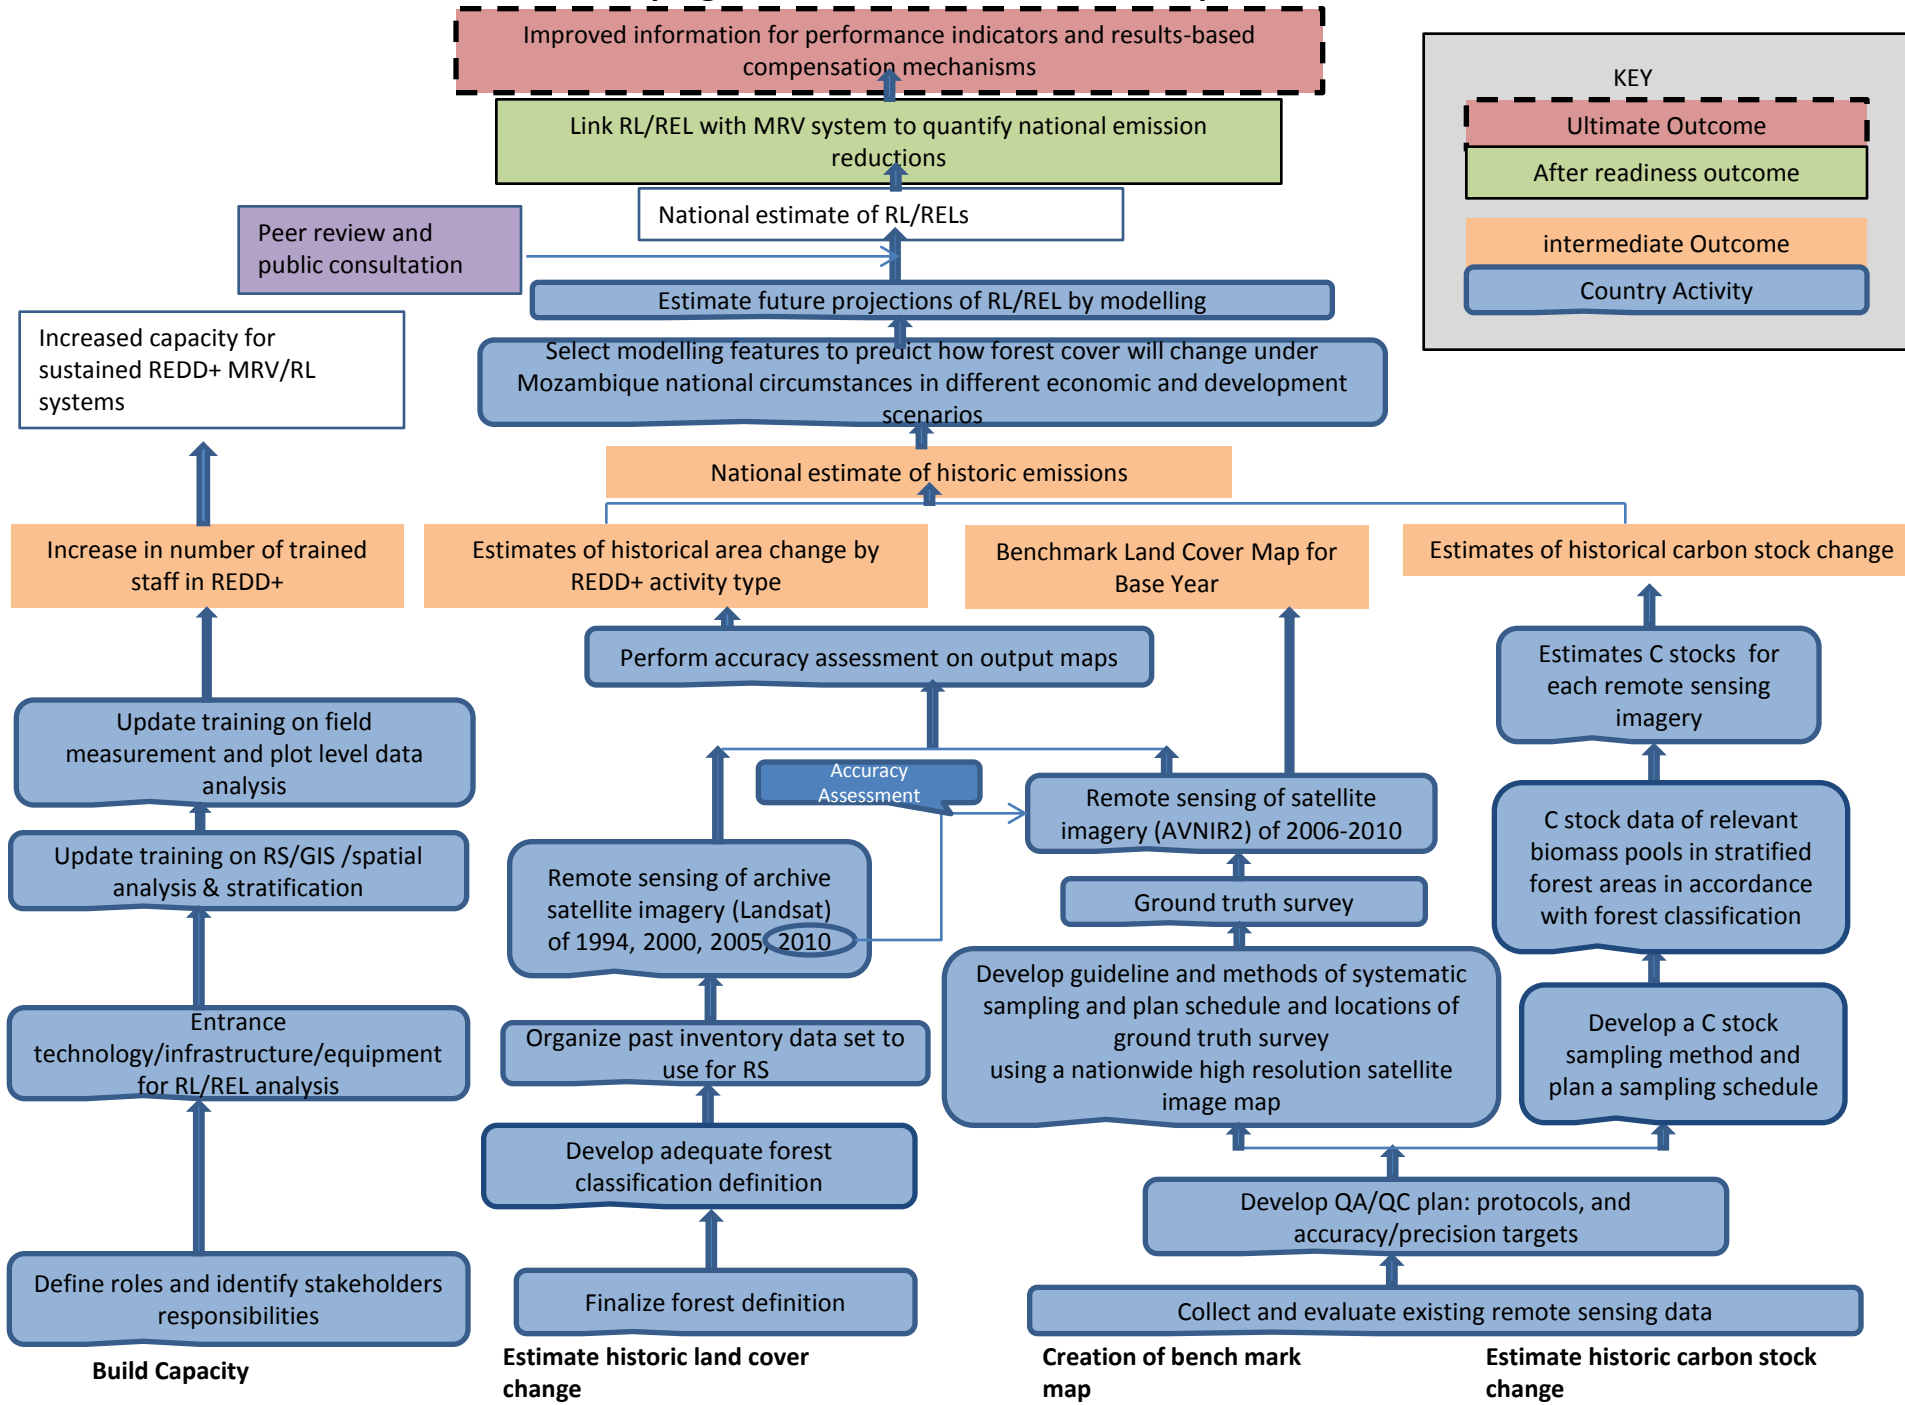 Improved information for performance indicators and results-based
compensation mechanisms
Link RL/REL with MRV system to quantify national emission
reductions
National estimate of RL/RELs
Peer review and
public consultation
Estimate future projections of RL/REL by modelling
Select modelling features to predict how forest cover will change under
Mozambique national circumstances in different economic and development
scenarios
KEY
Ultimate Outcome
After readiness outcome
intermediate Outcome
Country Activity
Increased capacity for
sustained REDD+ MRV/RL
systems
National estimate of historic emissions
Increase in number of trained
staff in REDD+
Estimates of historical area change by
REDD+ activity type
Benchmark Land Cover Map for
Base Year
Estimates of historical carbon stock change
Perform accuracy assessment on output maps
Estimates C stocks for
each remote sensing
imagery
Update training on field
measurement and plot level data
analysis
Accuracy
Assessment
Remote sensing of satellite
imagery (AVNIR2) of 2006-2010
C stock data of relevant
biomass pools in stratified
forest areas in accordance
with forest classification
Update training on RS/GIS /spatial
analysis & stratification
Remote sensing of archive
satellite imagery (Landsat)
of 1994, 2000, 2005, 2010
Ground truth survey
Develop guideline and methods of systematic
sampling and plan schedule and locations of
ground truth survey
using a nationwide high resolution satellite
image map
Develop a C stock
sampling method and
plan a sampling schedule
Entrance
technology/infrastructure/equipment
for RL/REL analysis
Organize past inventory data set to
use for RS
Develop adequate forest
classification definition
Develop QA/QC plan: protocols, and
accuracy/precision targets
Define roles and identify stakeholders
responsibilities
Finalize forest definition
Collect and evaluate existing remote sensing data
Build Capacity
Estimate historic land cover
change
Creation of bench mark
map
Estimate historic carbon stock
change